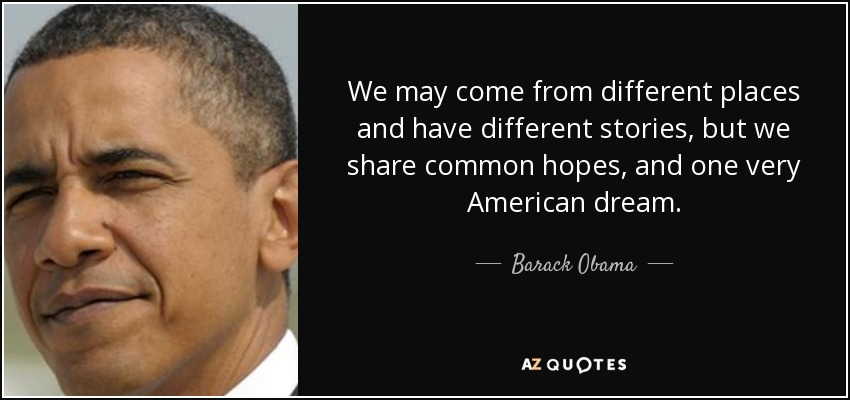 We may come from different places
and have different stories, but we
share common hopes, and one very
American dream.
Barack Obama
AZ QUOTES